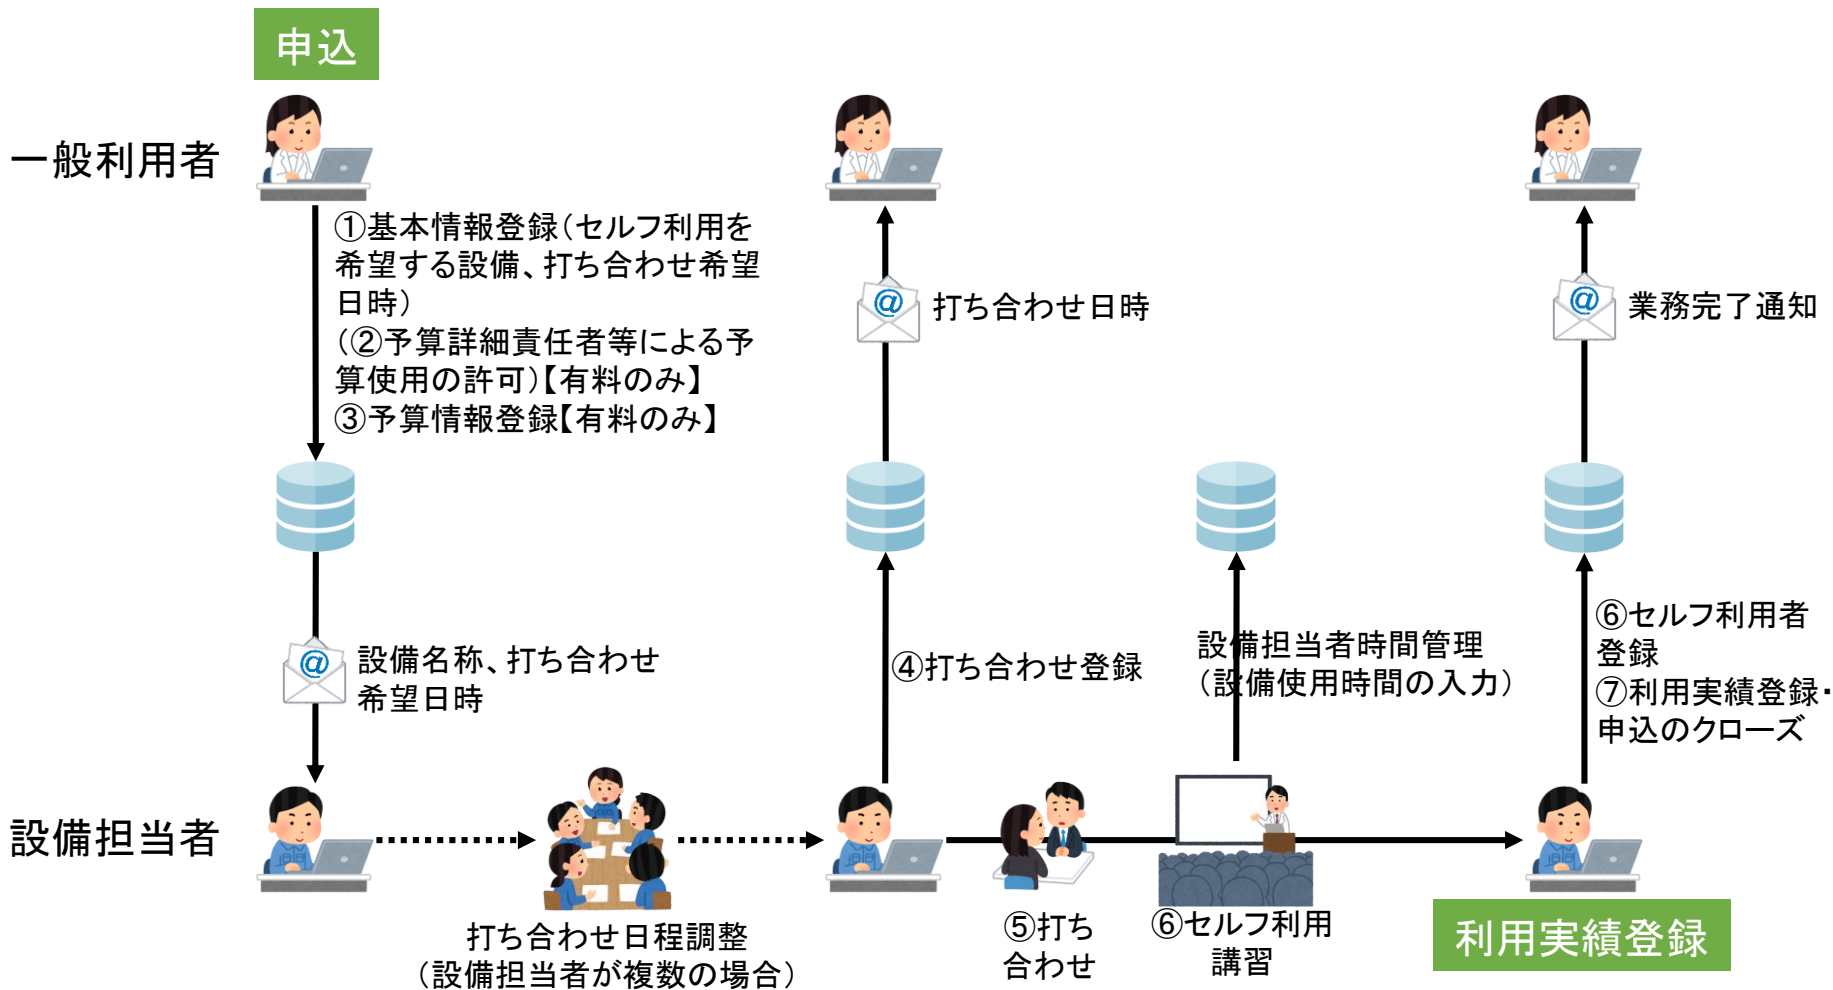 申込
一般利用者
①基本情報登録(セルフ利用を
希望する設備、打ち合わせ希望
日時)
(②予算詳細責任者等による予
算使用の許可)【有料のみ】
③予算情報登録【有料のみ】
@
打ち合わせ日時
@
業務完了通知
@
設備名称、打ち合わせ
希望日時
④打ち合わせ登録
設備担当者時間管理
(設備使用時間の入力)
⑥セルフ利用者
登録
⑦利用実績登録・
申込のクローズ
設備担当者
打ち合わせ日程調整
(設備担当者が複数の場合)
⑤打ち
合わせ
⑥セルフ利用
講習
利用実績登録